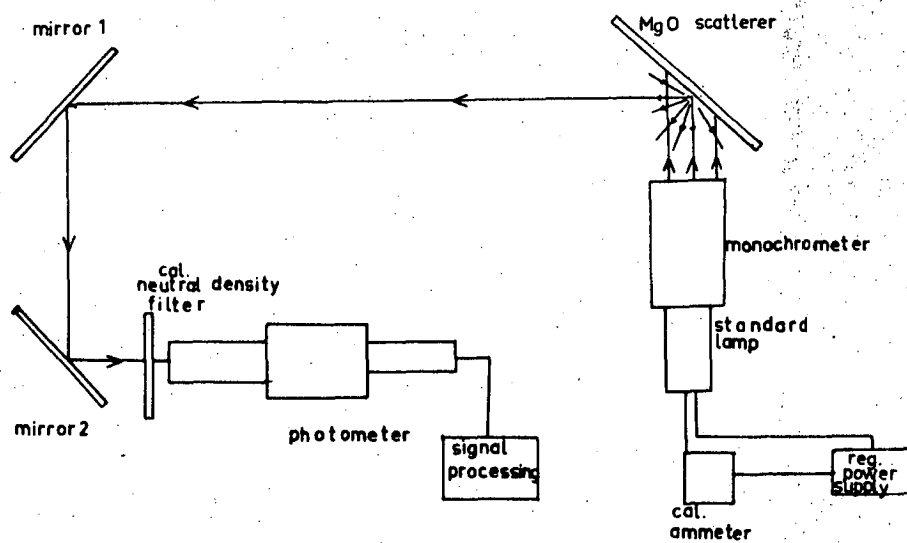 mirror 1
MgO scatterer
monochrometer
standard
lamp
cal.
neutral density
filter
mirror 2
photometer
signal
processing
reg.
power
supply
cal.
ammeter